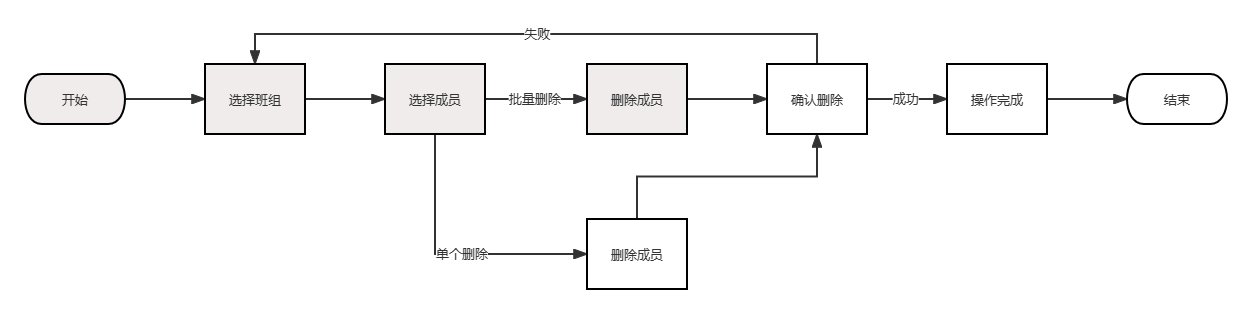 失败
开始
选择班组
选择成员
批量删除
删除成员
确认删除
成功
操作完成
结束
单个删除
删除成员